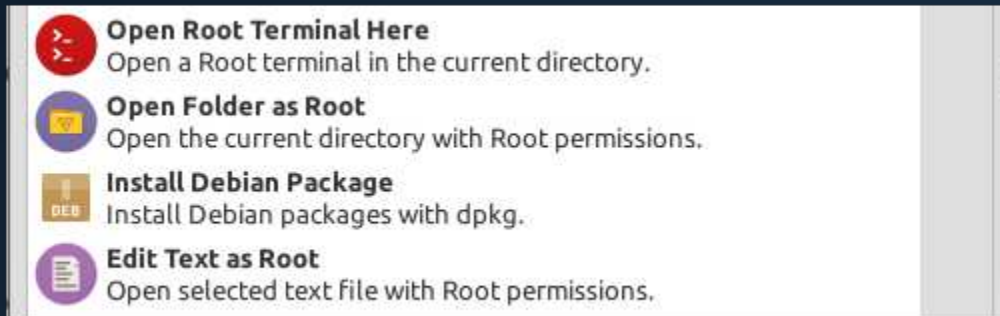 Open Root Terminal Here
Open a Root terminal in the current directory.
Open Folder as Root
Open the current directory with Root permissions.
Install Debian Package
DEB
Install Debian packages with dpkg.
Edit Text as Root
Open selected text file with Root permissions.